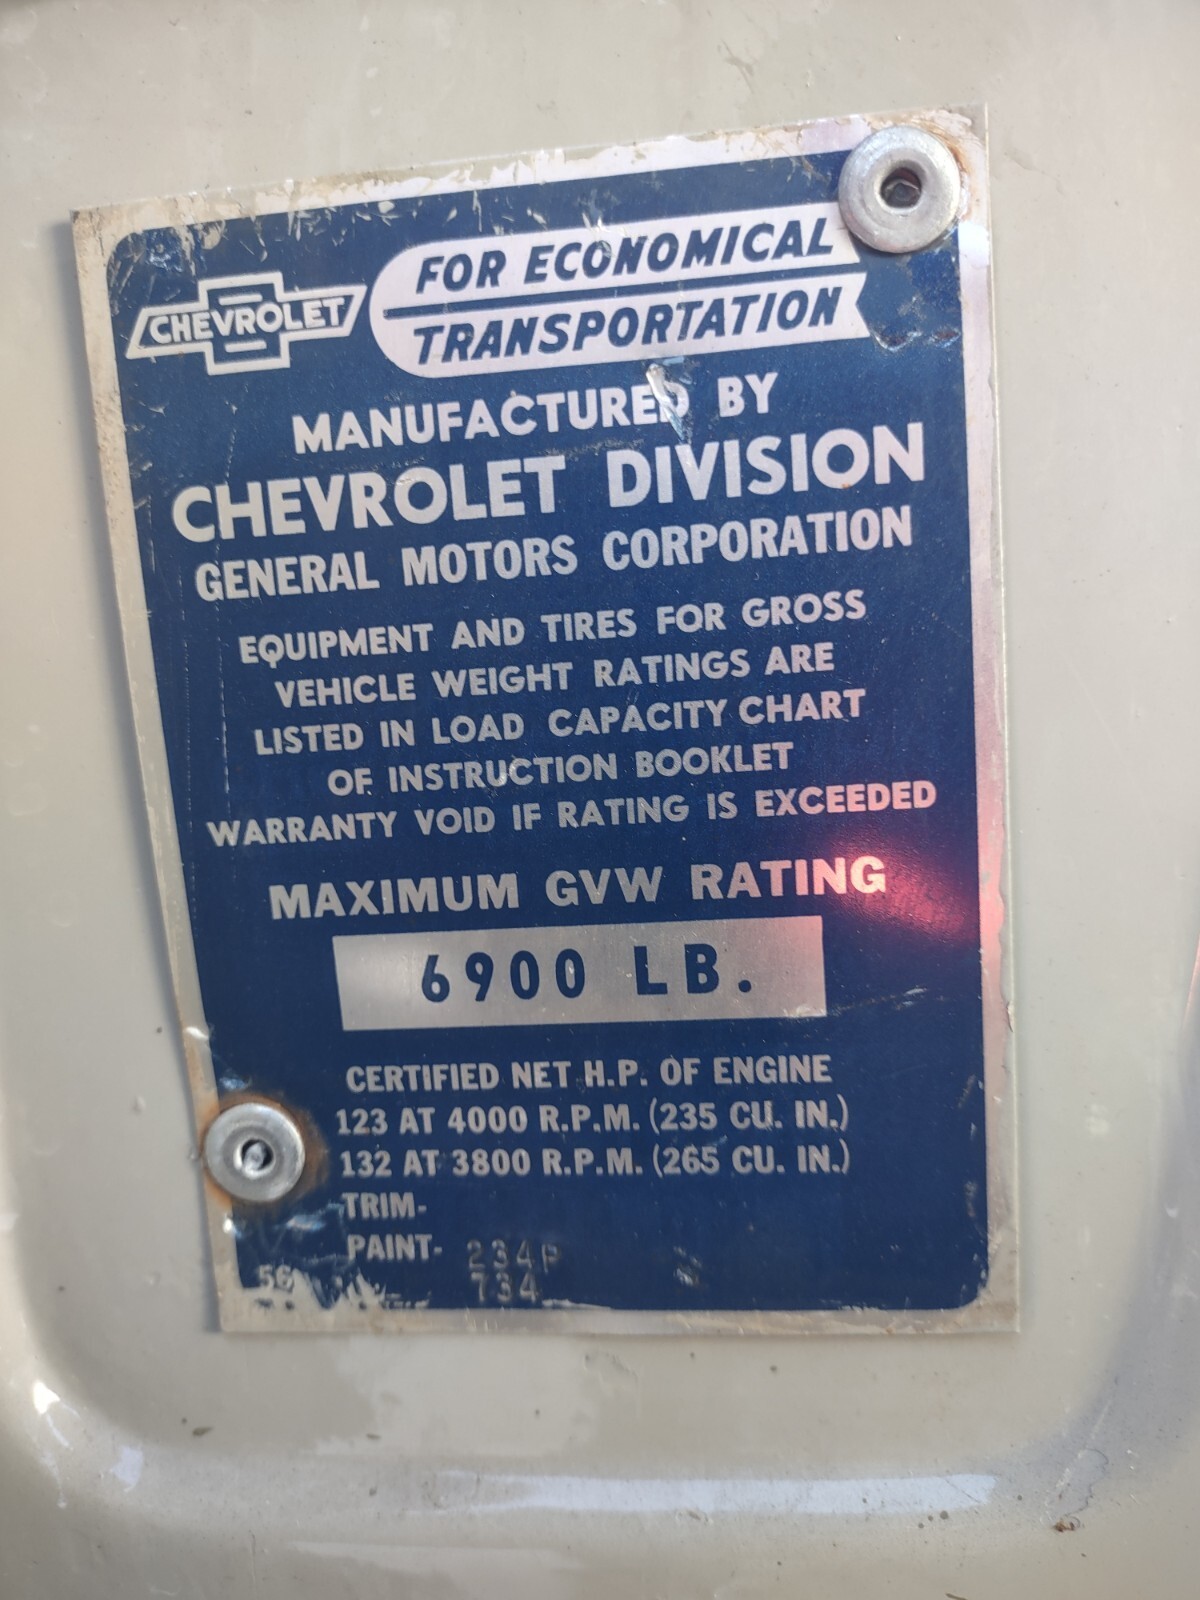 CHEVROLET
FOR ECONOMICAL
TRANSPORTATION
MANUFACTURED BY
CHEVROLET DIVISION
GENERAL MOTORS CORPORATION
EQUIPMENT AND TIRES FOR GROSS
VEHICLE WEIGHT RATINGS ARE
LISTED IN LOAD CAPACITY CHART
OF INSTRUCTION BOOKLET
WARRANTY VOID IF RATING IS EXCEEDED
MAXIMUM GVW RATING
6900 LB.
CERTIFIED NET H.P. OF ENGINE
123 AT 4000 R.P.M. (235 CU. IN.)
132 AT 3800 R.P.M. (265 CU. IN.)
TRIM-
PAINT- 234P
734